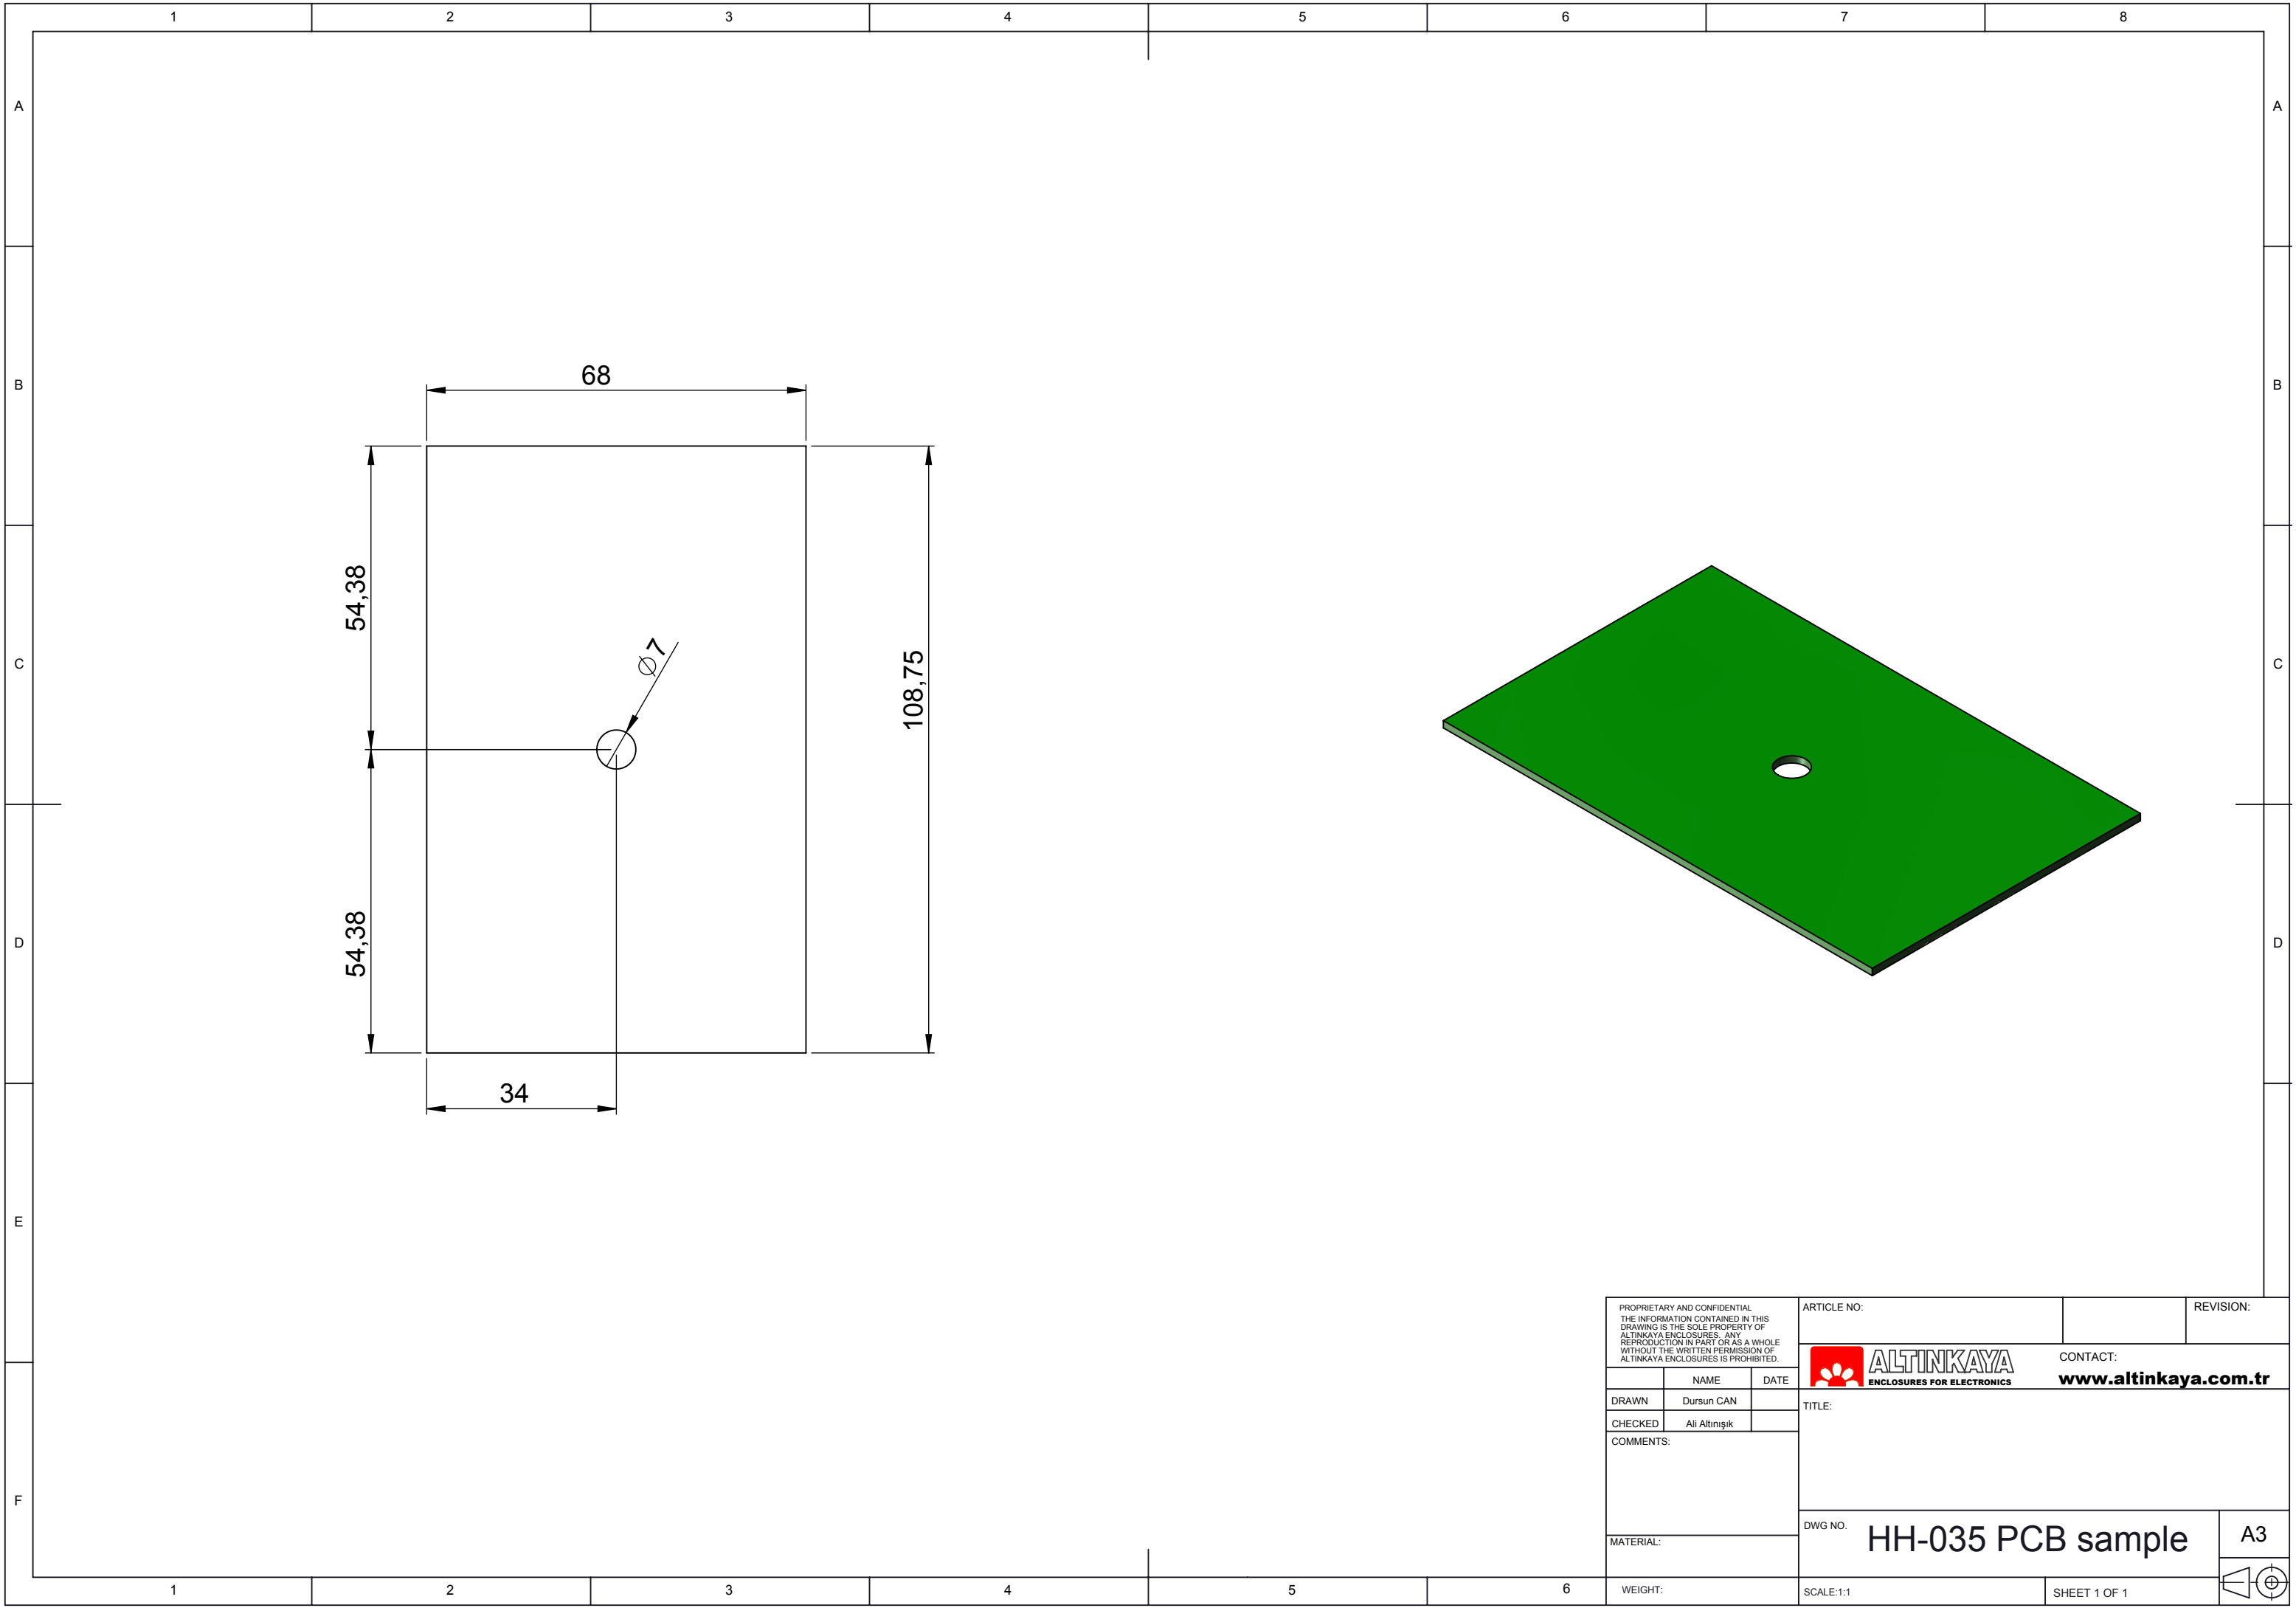 1 2 3 4 5 6 7 8
A A
B B
C C
D D
E
F
68
54,38
⌀7
108,75
54,38
34
PROPRIETARY AND CONFIDENTIAL
THE INFORMATION CONTAINED IN THIS
DRAWING IS THE SOLE PROPERTY OF
ALTINKAYA ENCLOSURES. ANY
REPRODUCTION IN PART OR AS A WHOLE
WITHOUT THE WRITTEN PERMISSION OF
ALTINKAYA ENCLOSURES IS PROHIBITED.
NAME DATE
DRAWN Dursun CAN
CHECKED Ali Altınışık
COMMENTS:
MATERIAL:
WEIGHT:
ARTICLE NO:
REVISION:
ALTINKAYA
ENCLOSURES FOR ELECTRONICS
CONTACT:
www.altinkaya.com.tr
TITLE:
DWG NO.
HH-035 PCB sample
A3
SCALE:1:1
SHEET 1 OF 1
1 2 3 4 5 6